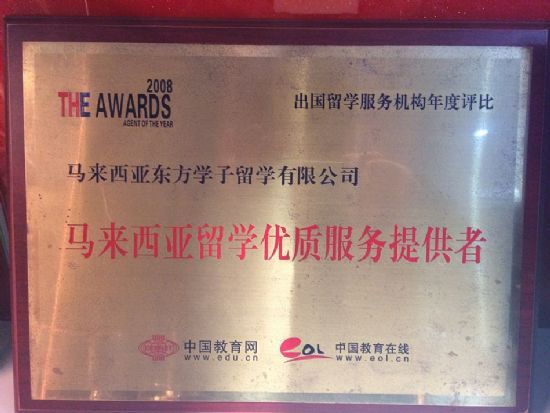 2008
THE AWARDS
AGENT OF THE YEAR
出国留学服务机构年度评比
马来西亚东方学子留学有限公司
马来西亚留学优质服务提供者
中国教育网
www.edu.cn
eOL
中国教育在线
www.eol.cn